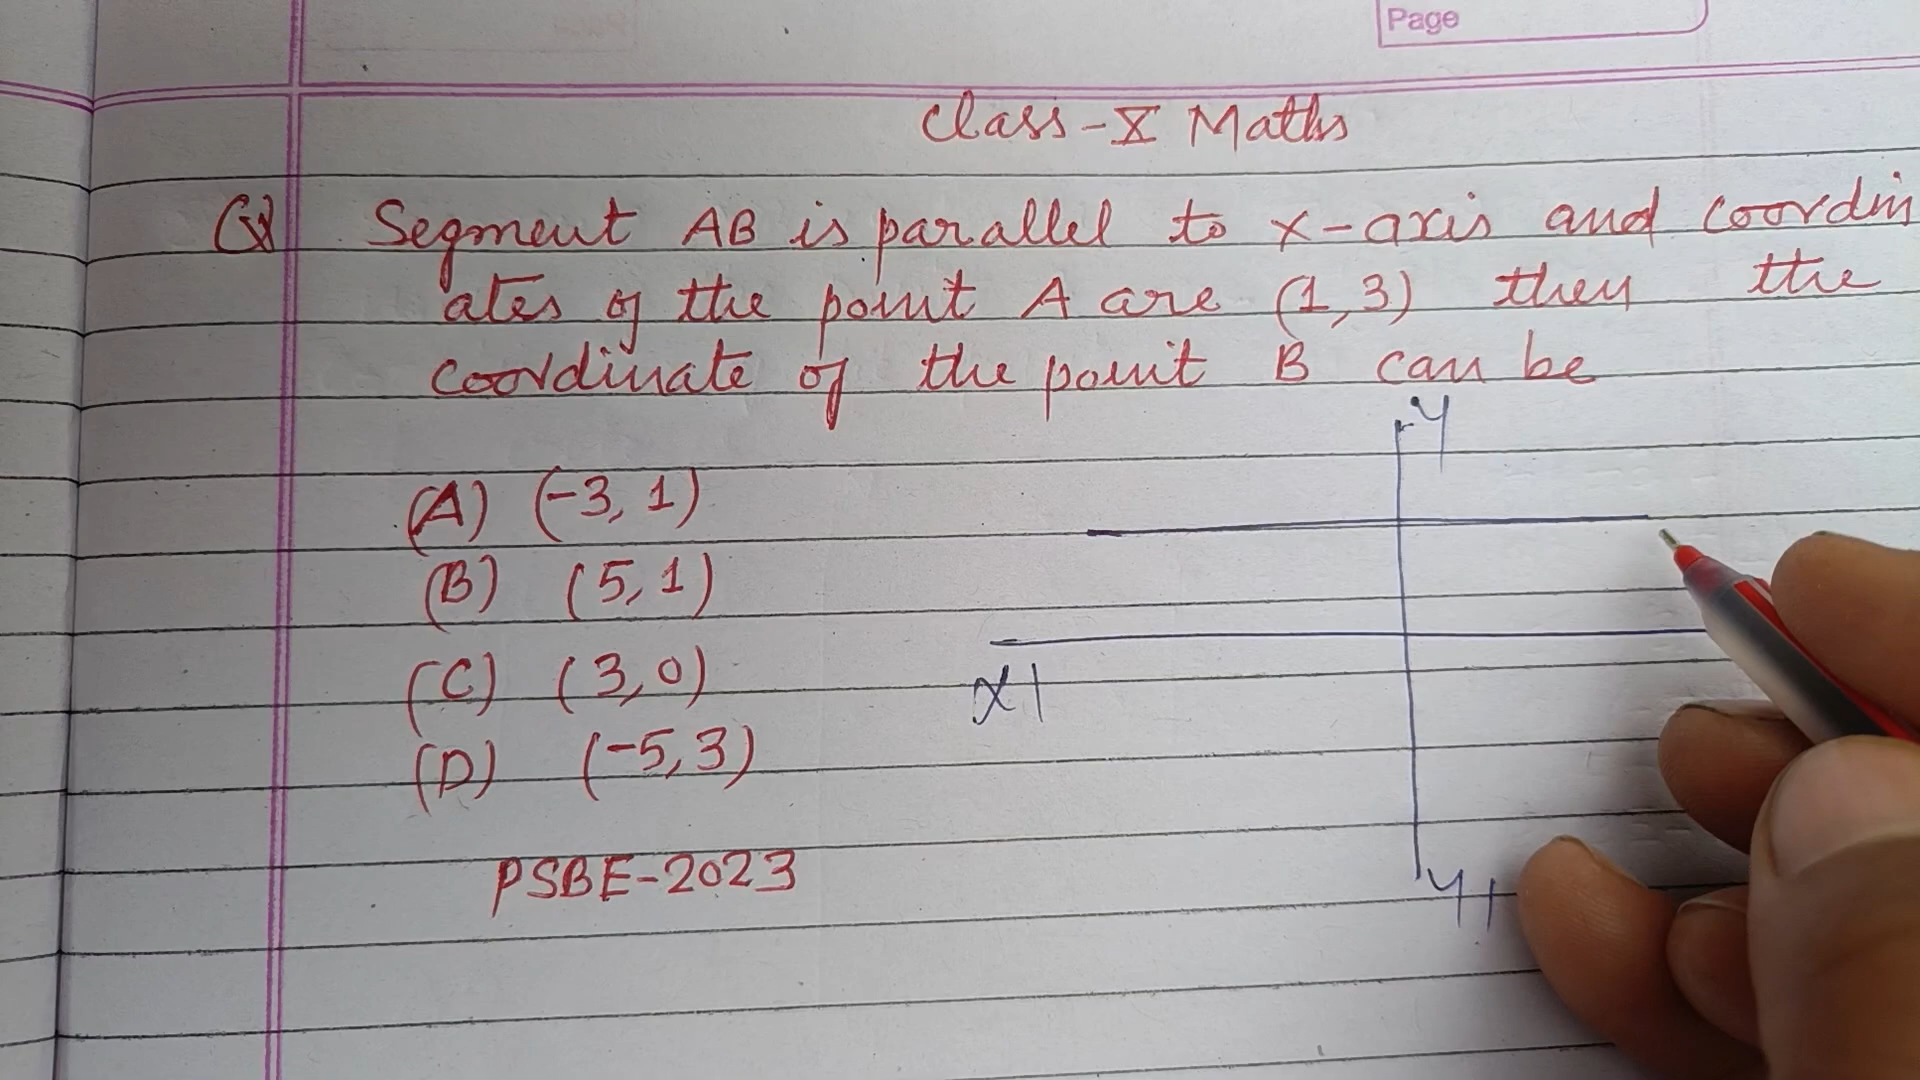 Page
Class-X Maths
Q Segment AB is parallel to x-axis and coordin
ates of the point A are (1,3) then the
coordinate of the point B can be
(A) (-3, 1)
(B) (5, 1)
(C) (3, 0)
(D) (-5, 3)
PSBE-2023
Y
X'
Y'